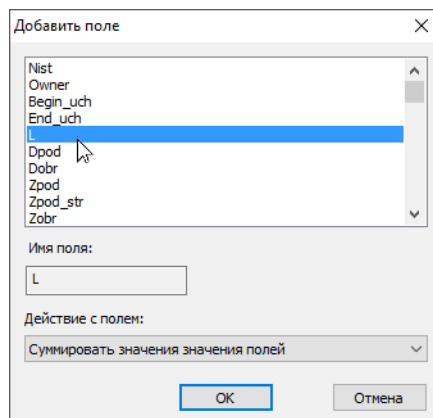 Добавить поле
Nist
Owner
Begin_uch
End_uch
L
Dpod
Dobr
Zpod
Zpod_str
Zobr
Имя поля:
L
Действие с полем:
Суммировать значения значения полей
OK
Отмена